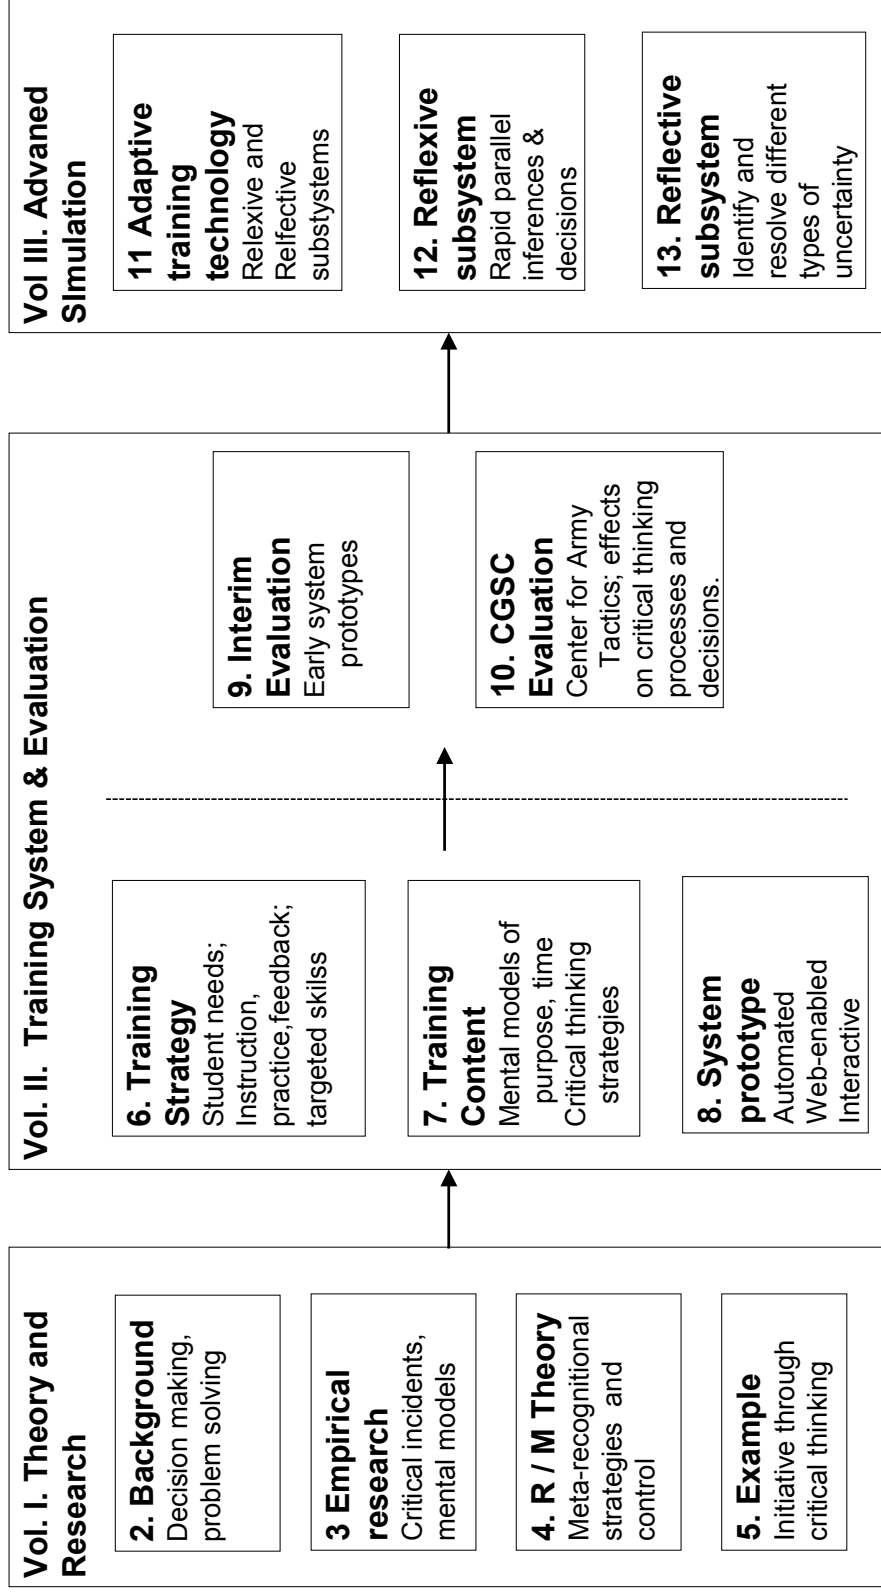 Vol. I. Theory and
Research
2. Background
Decision making,
problem solving
3 Empirical
research
Critical incidents,
mental models
4. R / M Theory
Meta-recognitional
strategies and
control
5. Example
Initiative through
critical thinking
Vol. II. Training System & Evaluation
6. Training
Strategy
Student needs;
Instruction,
practice,feedback;
targeted skilss
7. Training
Content
Mental models of
purpose, time
Critical thinking
strategies
8. System
prototype
Automated
Web-enabled
Interactive
9. Interim
Evaluation
Early system
prototypes
10. CGSC
Evaluation
Center for Army
Tactics; effects
on critical thinking
processes and
decisions.
Vol III. Advaned
SImulation
11 Adaptive
training
technology
Relexive and
Relfective
substystems
12. Reflexive
subsystem
Rapid parallel
inferences &
decisions
13. Reflective
subsystem
Identify and
resolve different
types of
uncertainty